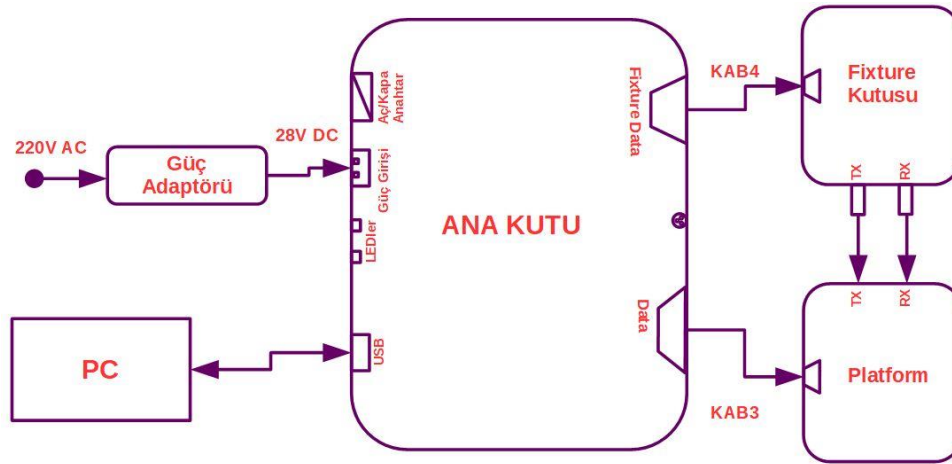 220V AC
Güç
Adaptörü
28V DC
PC
Aç/Kapa
Anahtar
Güç Girişi
LEDler
USB
ANA KUTU
Fixture Data
Data
KAB4
KAB3
Fixture
Kutusu
TX
RX
TX
RX
Platform